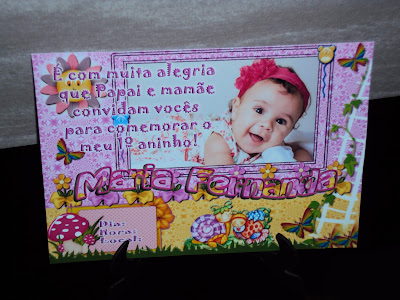 É com muita alegria
que Papai e mamãe
convidam vocês
para comemorar o
meu 1º aninho!
Maria Fernanda
Dia:
Hora:
Local: